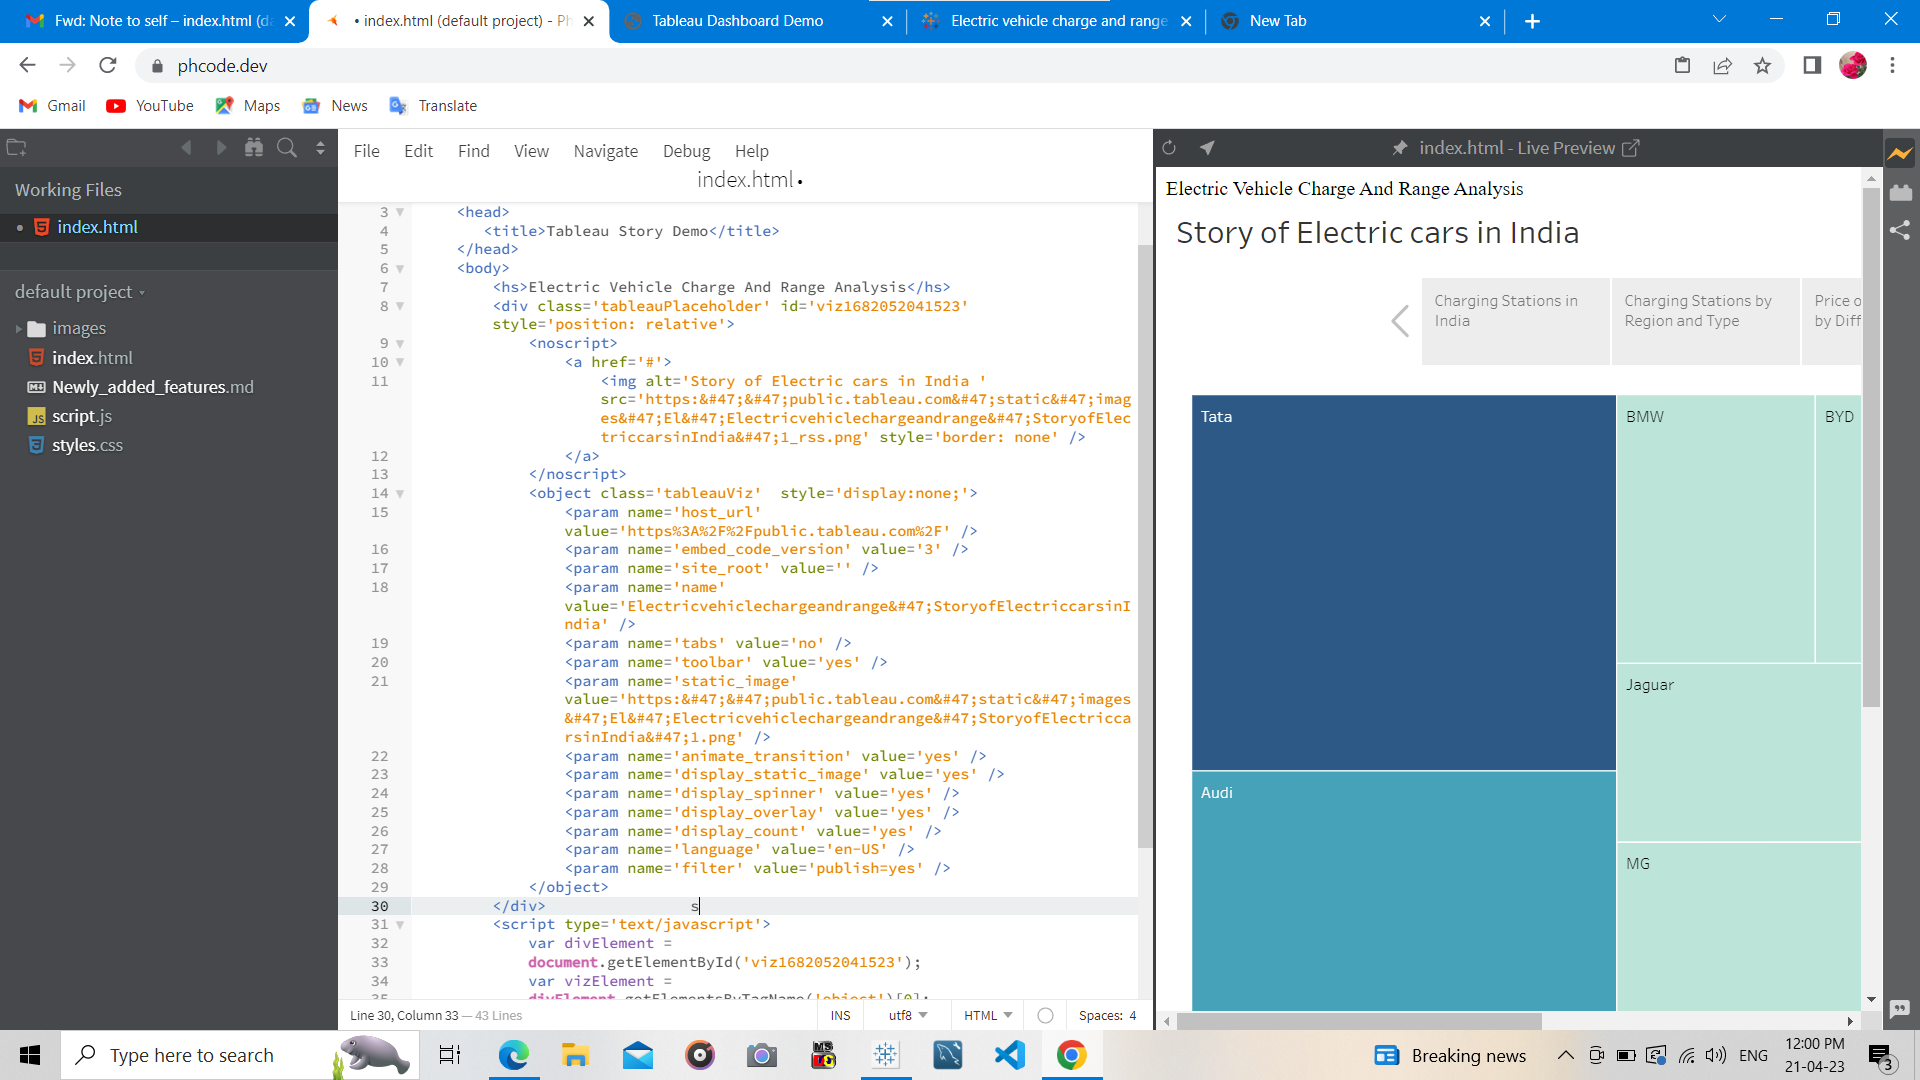 Fwd: Note to self – index.html (d
• index.html (default project) - Ph
Tableau Dashboard Demo
Electric vehicle charge and range
New Tab
phcode.dev
Gmail
YouTube
Maps
News
Translate
File Edit Find View Navigate Debug Help
index.html •
index.html - Live Preview
Working Files
• index.html
default project
images
index.html
Newly_added_features.md
script.js
styles.css
3 <head>
4 <title>Tableau Story Demo</title>
5 </head>
6 <body>
7 <hs>Electric Vehicle Charge And Range Analysis</hs>
8 <div class='tableauPlaceholder' id='viz1682052041523'
style='position: relative'>
9 <noscript>
10 <a href='#'>
11 <img alt='Story of Electric cars in India '
src='https:&#47;&#47;public.tableau.com&#47;static&#47;imag
es&#47;El&#47;Electricvehiclechargeandrange&#47;StoryofElec
triccarsinIndia&#47;1_rss.png' style='border: none' />
12 </a>
13 </noscript>
14 <object class='tableauViz'  style='display:none;'>
15 <param name='host_url'
value='https%3A%2F%2Fpublic.tableau.com%2F' />
16 <param name='embed_code_version' value='3' />
17 <param name='site_root' value='' />
18 <param name='name'
value='Electricvehiclechargeandrange&#47;StoryofElectriccarsinI
ndia' />
19 <param name='tabs' value='no' />
20 <param name='toolbar' value='yes' />
21 <param name='static_image'
value='https:&#47;&#47;public.tableau.com&#47;static&#47;images
&#47;El&#47;Electricvehiclechargeandrange&#47;StoryofElectricca
rsinIndia&#47;1.png' />
22 <param name='animate_transition' value='yes' />
23 <param name='display_static_image' value='yes' />
24 <param name='display_spinner' value='yes' />
25 <param name='display_overlay' value='yes' />
26 <param name='display_count' value='yes' />
27 <param name='language' value='en-US' />
28 <param name='filter' value='publish=yes' />
29 </object>
30 </div> s
31 <script type='text/javascript'>
32 var divElement =
33 document.getElementById('viz1682052041523');
34 var vizElement =
35 divElement.getElementsByTagName('object')[0];
Line 30, Column 33 — 43 Lines
INS
utf8
HTML
Spaces: 4
Electric Vehicle Charge And Range Analysis
Story of Electric cars in India
Charging Stations in
India
Charging Stations by
Region and Type
Price o
by Diff
Tata
BMW
BYD
Jaguar
Audi
MG
Type here to search
MS
Breaking news
ENG
12:00 PM
21-04-23
3